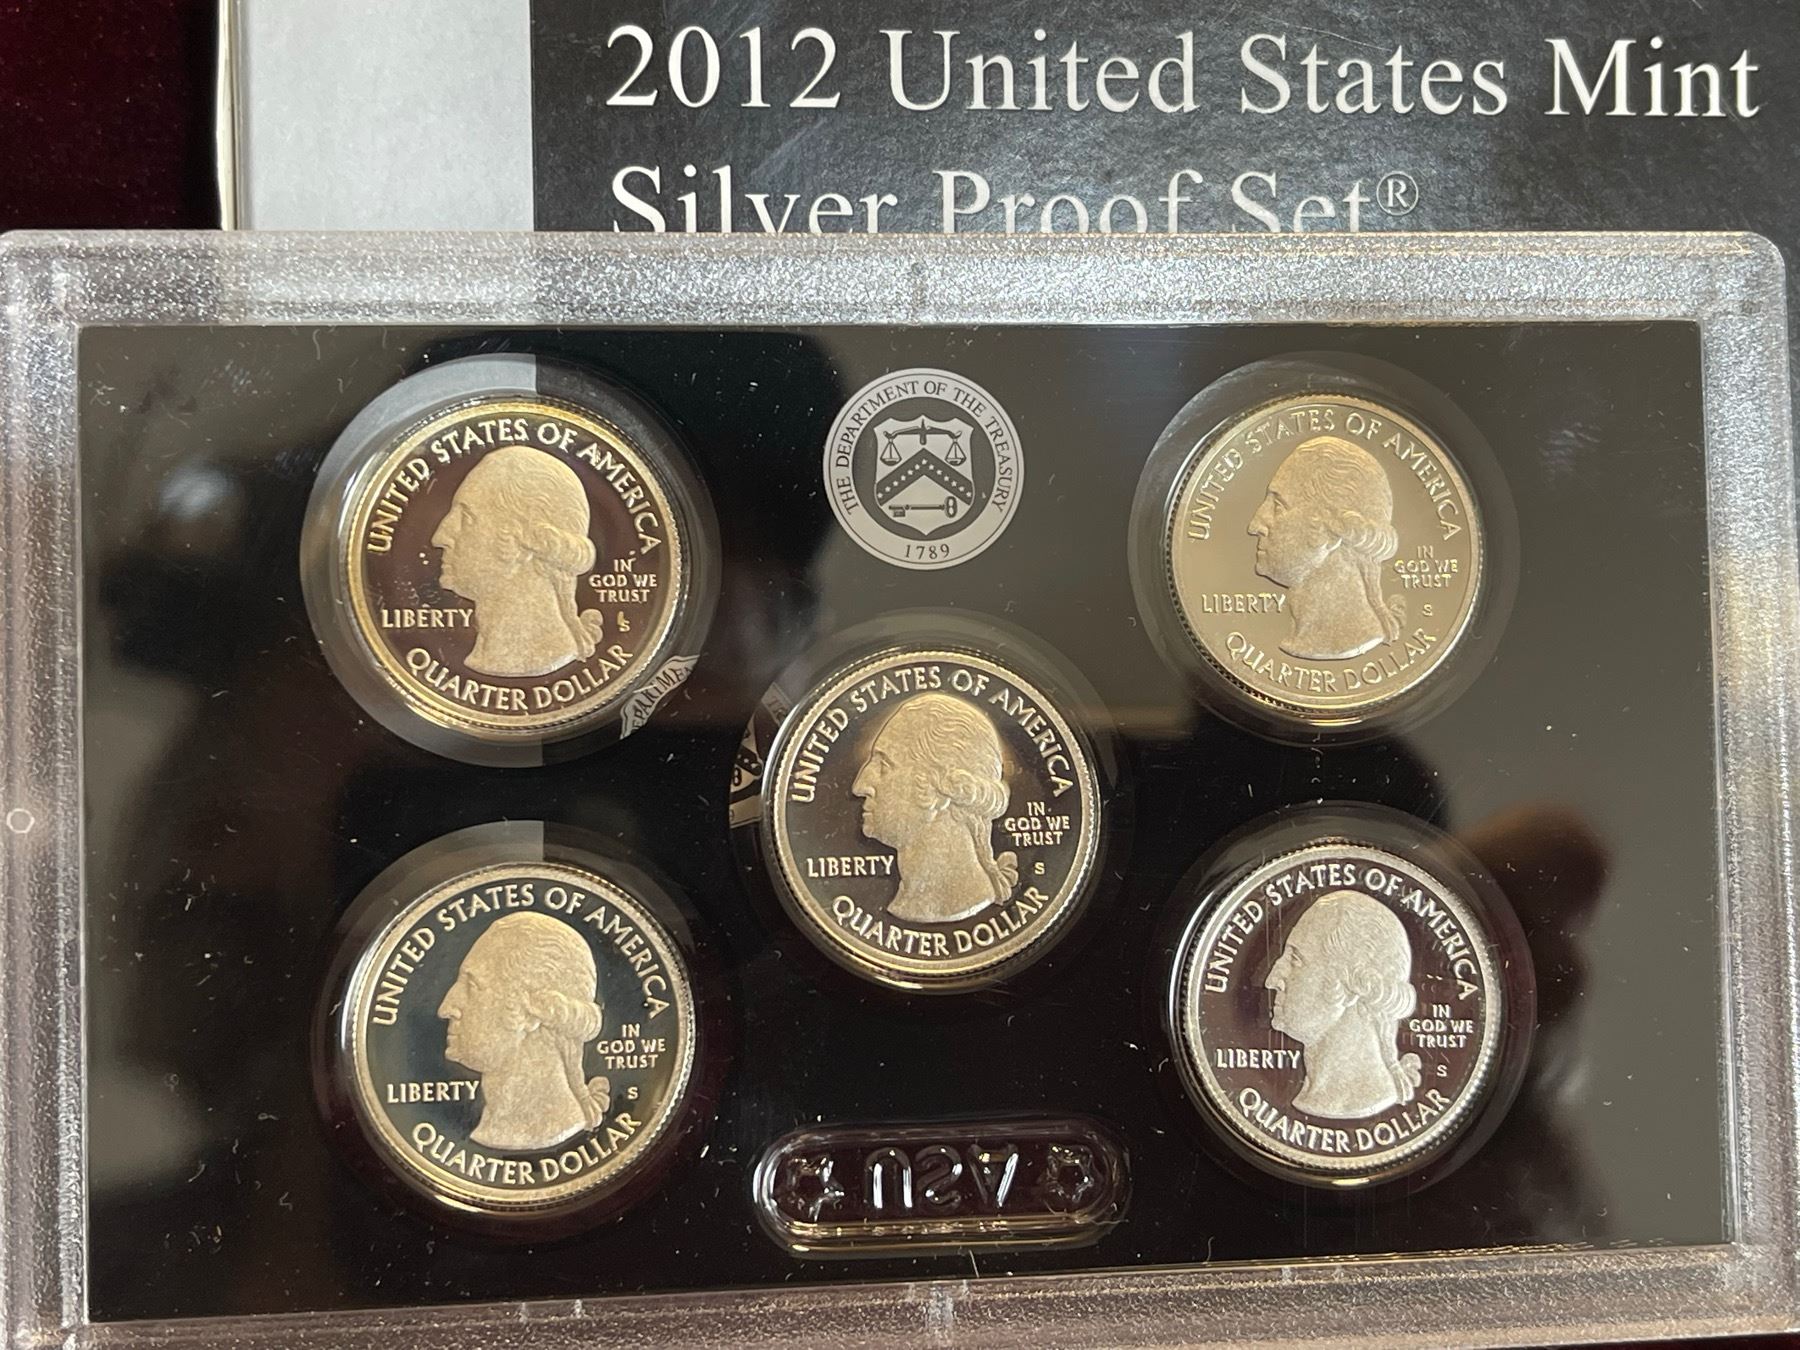 2012 United States Mint
Silver Proof Set®
UNITED STATES OF AMERICA
LIBERTY
IN
GOD WE
TRUST
S
QUARTER DOLLAR
THE DEPARTMENT OF THE TREASURY
1789
UNITED STATES OF AMERICA
LIBERTY
IN
GOD WE
TRUST
S
QUARTER DOLLAR
UNITED STATES OF AMERICA
LIBERTY
IN
GOD WE
TRUST
S
QUARTER DOLLAR
UNITED STATES OF AMERICA
LIBERTY
IN
GOD WE
TRUST
S
QUARTER DOLLAR
UNITED STATES OF AMERICA
LIBERTY
IN
GOD WE
TRUST
S
QUARTER DOLLAR
USA